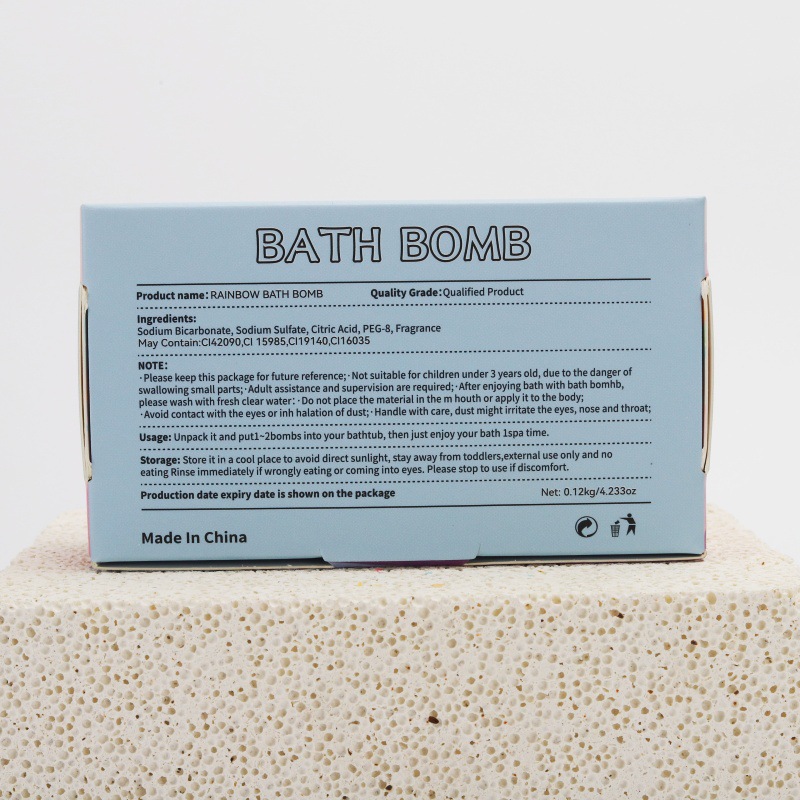 BATH BOMB
Product name: RAINBOW BATH BOMB Quality Grade: Qualified Product
Ingredients:
Sodium Bicarbonate, Sodium Sulfate, Citric Acid, PEG-8, Fragrance
May Contain:CI42090,CI 15985,CI19140,CI16035
NOTE:
·Please keep this package for future reference;·Not suitable for children under 3 years old, due to the danger of
swallowing small parts;·Adult assistance and supervision are required;·After enjoying bath with bath bombh,
please wash with fresh clear water:·Do not place the material in the m houth or apply it to the body;
·Avoid contact with the eyes or inh halation of dust;·Handle with care, dust might irritate the eyes, nose and throat;
Usage: Unpack it and put1~2bombs into your bathtub, then just enjoy your bath 1spa time.
Storage: Store it in a cool place to avoid direct sunlight, stay away from toddlers,external use only and no
eating Rinse immediately if wrongly eating or coming into eyes. Please stop to use if discomfort.
Production date expiry date is shown on the package Net: 0.12kg/4.233oz
Made In China